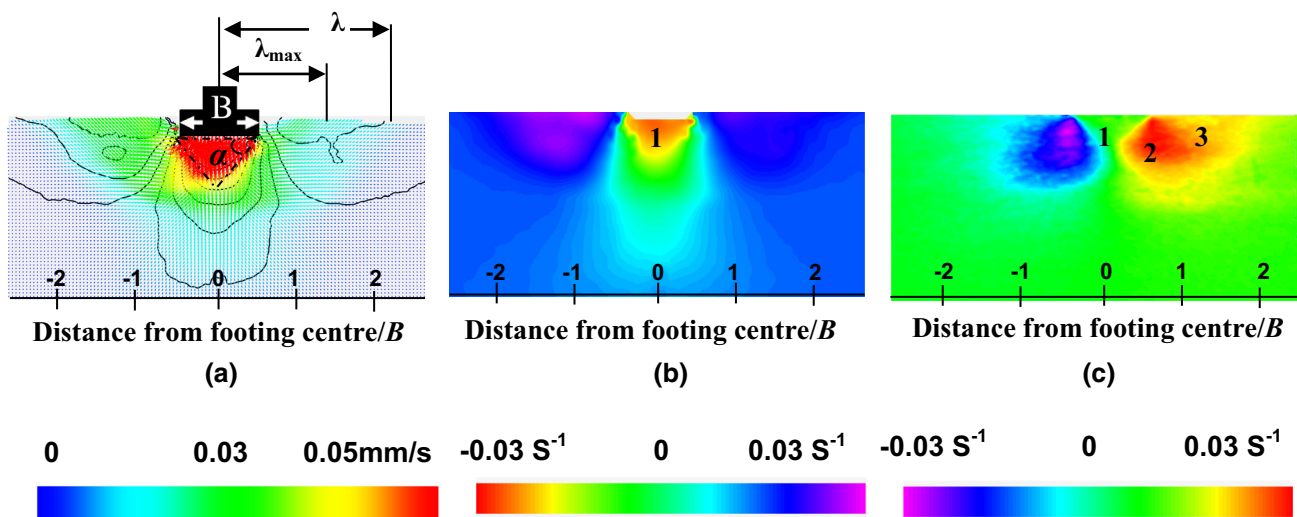 λ
λmax
B
α
1
1
2
3
-2 -1 0 1 2
-2 -1 0 1 2
-2 -1 0 1 2
Distance from footing centre/B
Distance from footing centre/B
Distance from footing centre/B
(a)
(b)
(c)
0 0.03 0.05mm/s
-0.03 S⁻¹ 0 0.03 S⁻¹
-0.03 S⁻¹ 0 0.03 S⁻¹